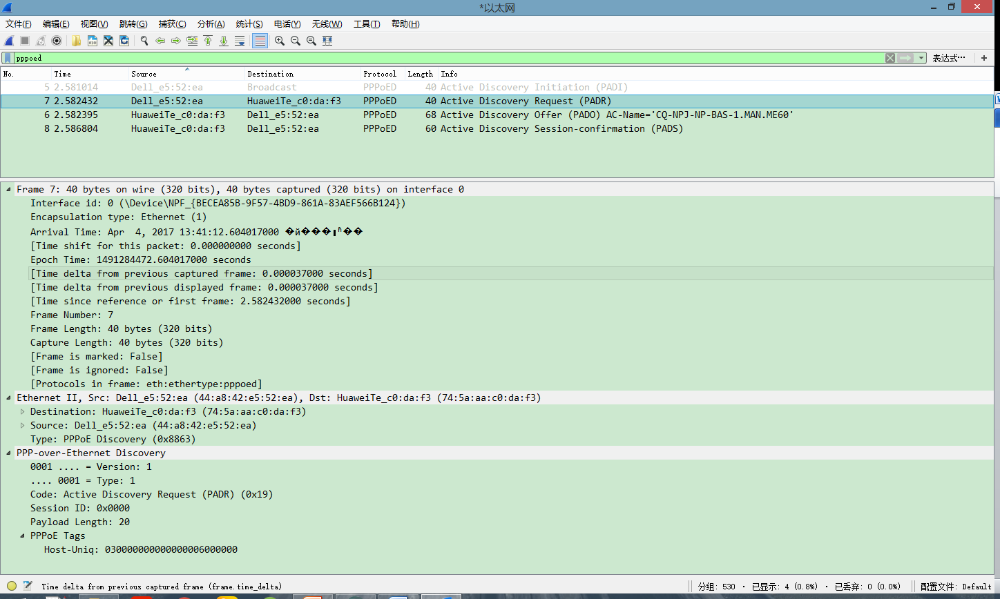 *以太网
文件(F) 编辑(E) 视图(V) 跳转(G) 捕获(C) 分析(A) 统计(S) 电话(Y) 无线(W) 工具(T) 帮助(H)
pppoed 表达式… +
No. Time Source Destination Protocol Length Info
5 2.581014 Dell_e5:52:ea Broadcast PPPoED 40 Active Discovery Initiation (PADI)
7 2.582432 Dell_e5:52:ea HuaweiTe_c0:da:f3 PPPoED 40 Active Discovery Request (PADR)
6 2.582395 HuaweiTe_c0:da:f3 Dell_e5:52:ea PPPoED 68 Active Discovery Offer (PADO) AC-Name='CQ-NPJ-NP-BAS-1.MAN.ME60'
8 2.586804 HuaweiTe_c0:da:f3 Dell_e5:52:ea PPPoED 60 Active Discovery Session-confirmation (PADS)
Frame 7: 40 bytes on wire (320 bits), 40 bytes captured (320 bits) on interface 0
Interface id: 0 (\Device\NPF_{BECEA85B-9F57-4BD9-861A-83AEF566B124})
Encapsulation type: Ethernet (1)
Arrival Time: Apr  4, 2017 13:41:12.604017000
[Time shift for this packet: 0.000000000 seconds]
Epoch Time: 1491284472.604017000 seconds
[Time delta from previous captured frame: 0.000037000 seconds]
[Time delta from previous displayed frame: 0.000037000 seconds]
[Time since reference or first frame: 2.582432000 seconds]
Frame Number: 7
Frame Length: 40 bytes (320 bits)
Capture Length: 40 bytes (320 bits)
[Frame is marked: False]
[Frame is ignored: False]
[Protocols in frame: eth:ethertype:pppoed]
Ethernet II, Src: Dell_e5:52:ea (44:a8:42:e5:52:ea), Dst: HuaweiTe_c0:da:f3 (74:5a:aa:c0:da:f3)
Destination: HuaweiTe_c0:da:f3 (74:5a:aa:c0:da:f3)
Source: Dell_e5:52:ea (44:a8:42:e5:52:ea)
Type: PPPoE Discovery (0x8863)
PPP-over-Ethernet Discovery
0001 .... = Version: 1
.... 0001 = Type: 1
Code: Active Discovery Request (PADR) (0x19)
Session ID: 0x0000
Payload Length: 20
PPPoE Tags
Host-Uniq: 030000000000000006000000
Time delta from previous captured frame (frame.time_delta) 分组: 530 · 已显示: 4 (0.8%) · 已丢弃: 0 (0.0%) 配置文件: Default